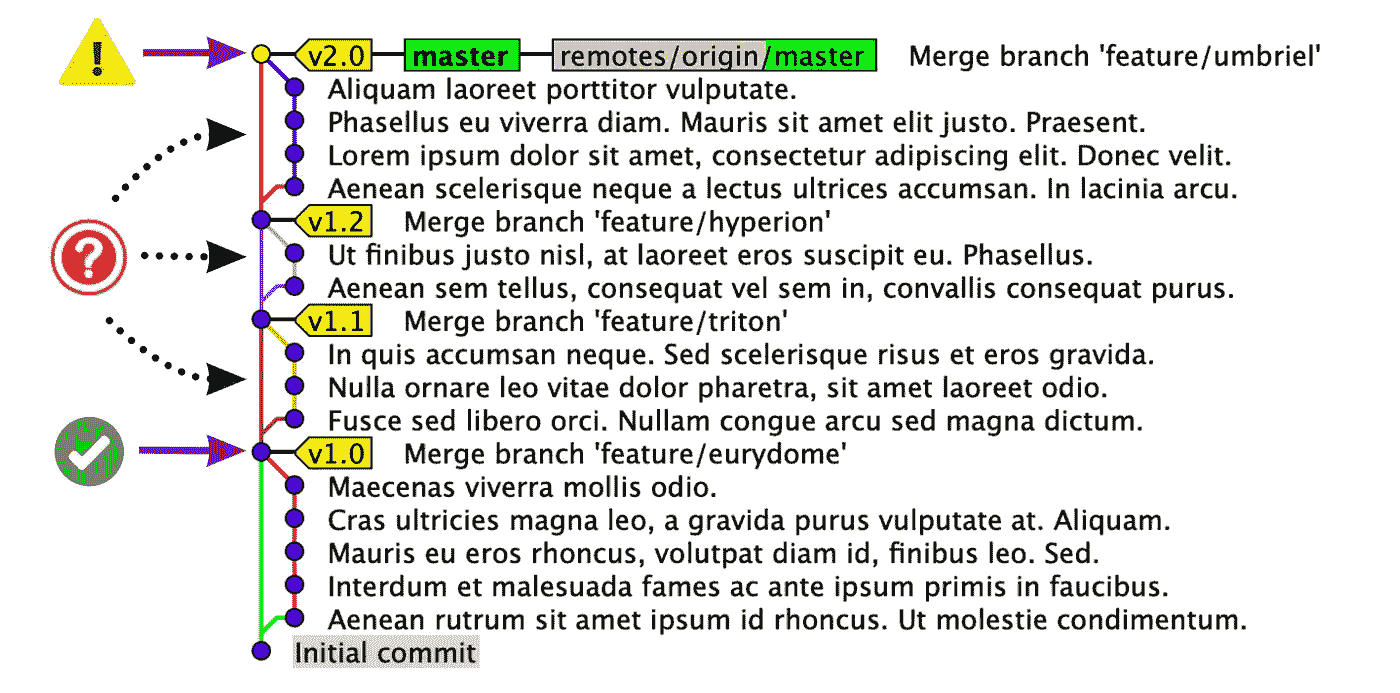 v2.0 master remotes/origin/master Merge branch 'feature/umbriel'
Aliquam laoreet porttitor vulputate.
Phasellus eu viverra diam. Mauris sit amet elit justo. Praesent.
Lorem ipsum dolor sit amet, consectetur adipiscing elit. Donec velit.
Aenean scelerisque neque a lectus ultrices accumsan. In lacinia arcu.
v1.2 Merge branch 'feature/hyperion'
Ut finibus justo nisl, at laoreet eros suscipit eu. Phasellus.
Aenean sem tellus, consequat vel sem in, convallis consequat purus.
v1.1 Merge branch 'feature/triton'
In quis accumsan neque. Sed scelerisque risus et eros gravida.
Nulla ornare leo vitae dolor pharetra, sit amet laoreet odio.
Fusce sed libero orci. Nullam congue arcu sed magna dictum.
v1.0 Merge branch 'feature/eurydome'
Maecenas viverra mollis odio.
Cras ultricies magna leo, a gravida purus vulputate at. Aliquam.
Mauris eu eros rhoncus, volutpat diam id, finibus leo. Sed.
Interdum et malesuada fames ac ante ipsum primis in faucibus.
Aenean rutrum sit amet ipsum id rhoncus. Ut molestie condimentum.
Initial commit